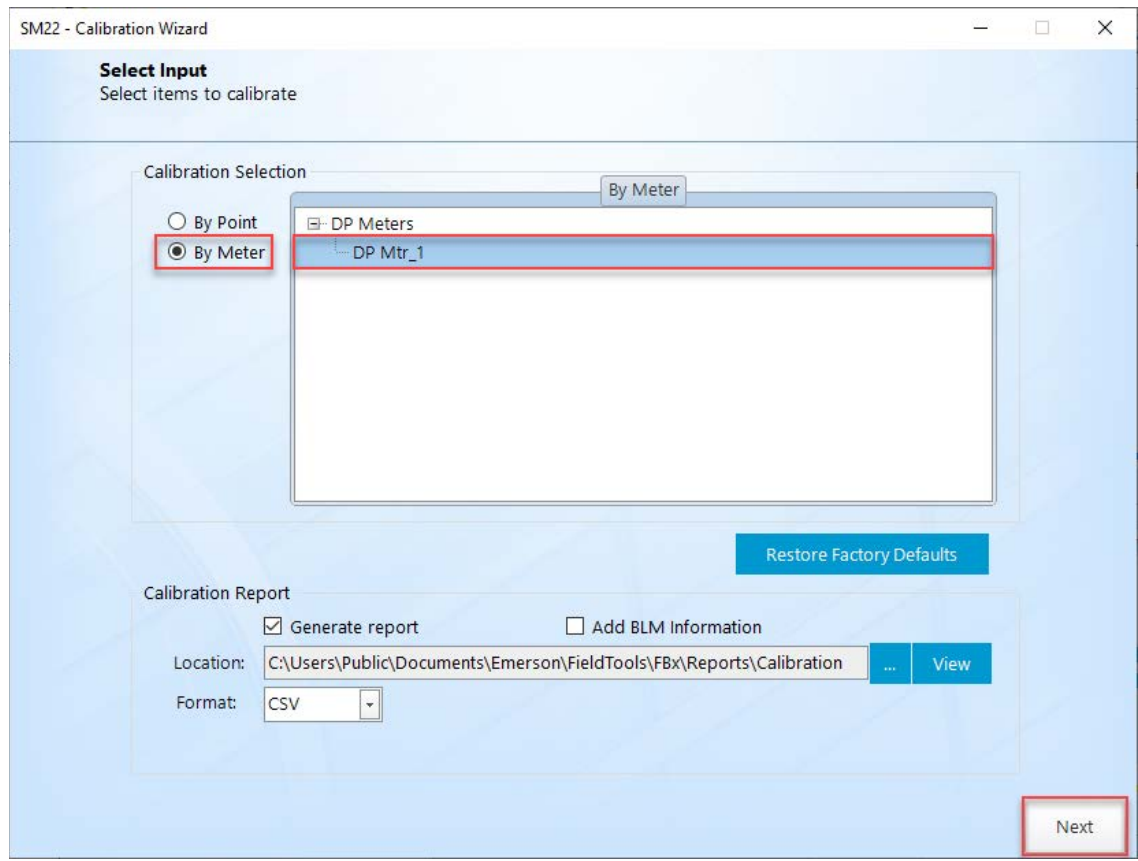 SM22 - Calibration Wizard
Select Input
Select items to calibrate
Calibration Selection
By Meter
By Point
DP Meters
By Meter
DP Mtr_1
Restore Factory Defaults
Calibration Report
Generate report
Add BLM Information
Location: C:\Users\Public\Documents\Emerson\FieldTools\FBx\Reports\Calibration ... View
Format: CSV
Next